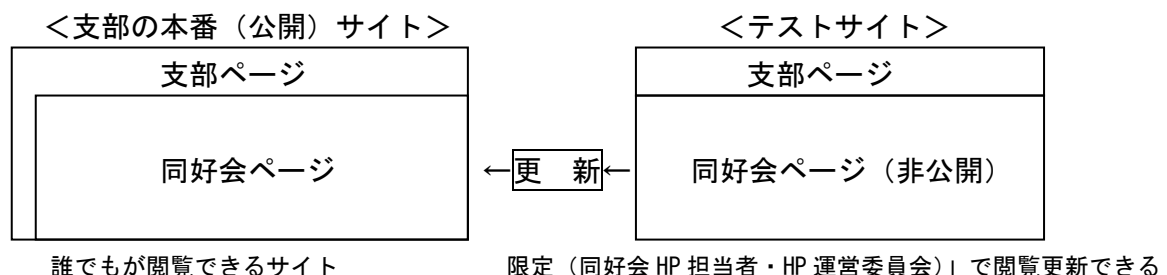 ＜支部の本番（公開）サイト＞
＜テストサイト＞
支部ページ
支部ページ
同好会ページ
←更　新←
同好会ページ（非公開）
誰でもが閲覧できるサイト
限定（同好会 HP 担当者・HP 運営委員会）」で閲覧更新できる